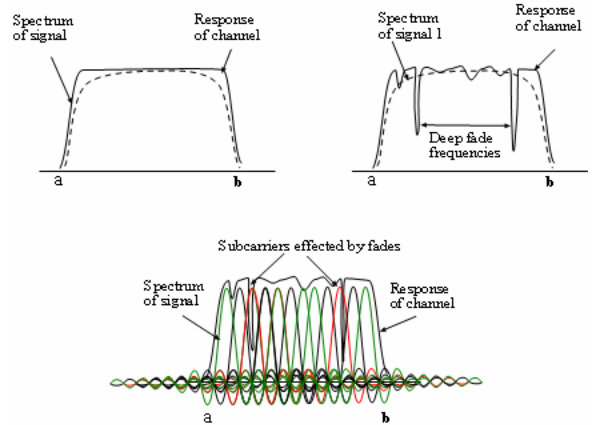 Spectrum
of signal
Response
of channel
a
b
Spectrum
of signal 1
Response
of channel
Deep fade
frequencies
a
b
Subcarriers effected by fades
Spectrum
of signal
Response
of channel
a
b